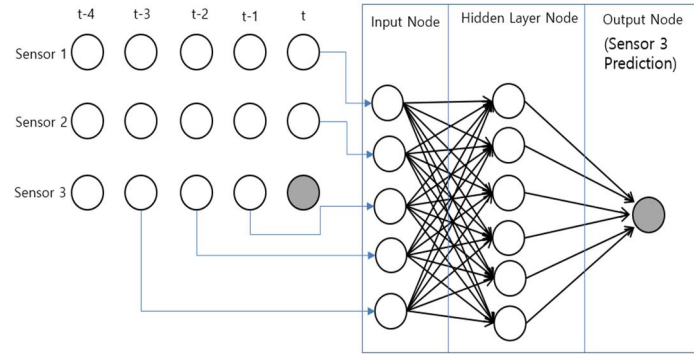 t-4 t-3 t-2 t-1 t
Input Node Hidden Layer Node Output Node
(Sensor 3
Prediction)
Sensor 1
Sensor 2
Sensor 3